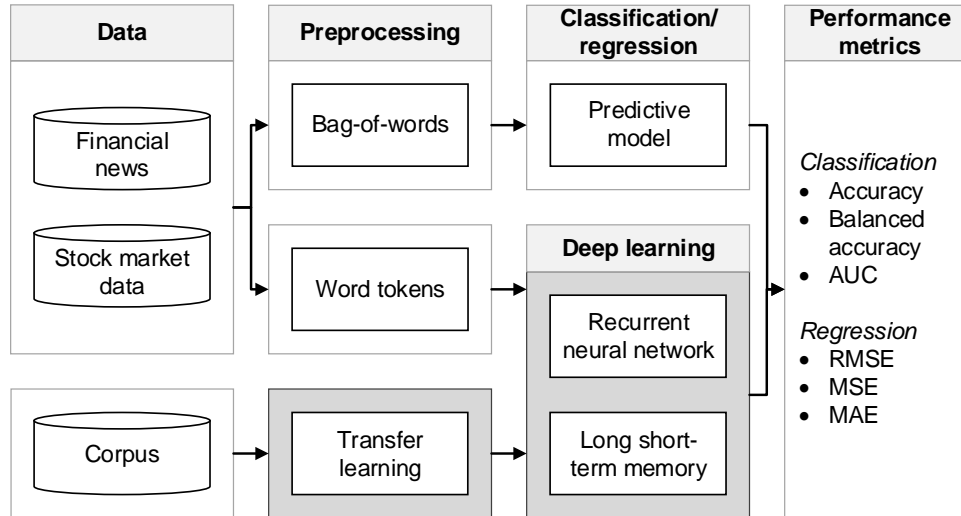 Data
Financial
news
Stock market
data
Corpus
Preprocessing
Bag-of-words
Word tokens
Transfer
learning
Classification/
regression
Predictive
model
Deep learning
Recurrent
neural network
Long short-
term memory
Performance
metrics
Classification
• Accuracy
• Balanced
accuracy
• AUC
Regression
• RMSE
• MSE
• MAE